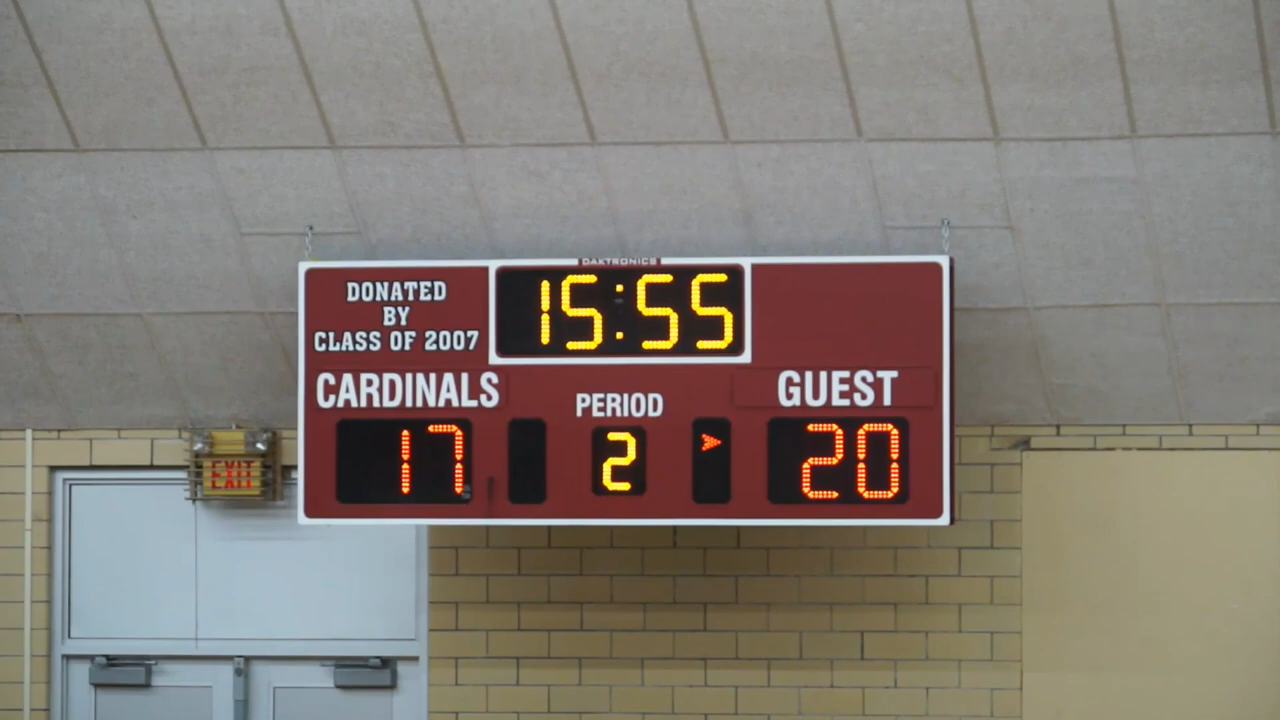 DAKTRONICS
DONATED
BY
CLASS OF 2007
15:55
CARDINALS
PERIOD
GUEST
17
2
20
EXIT